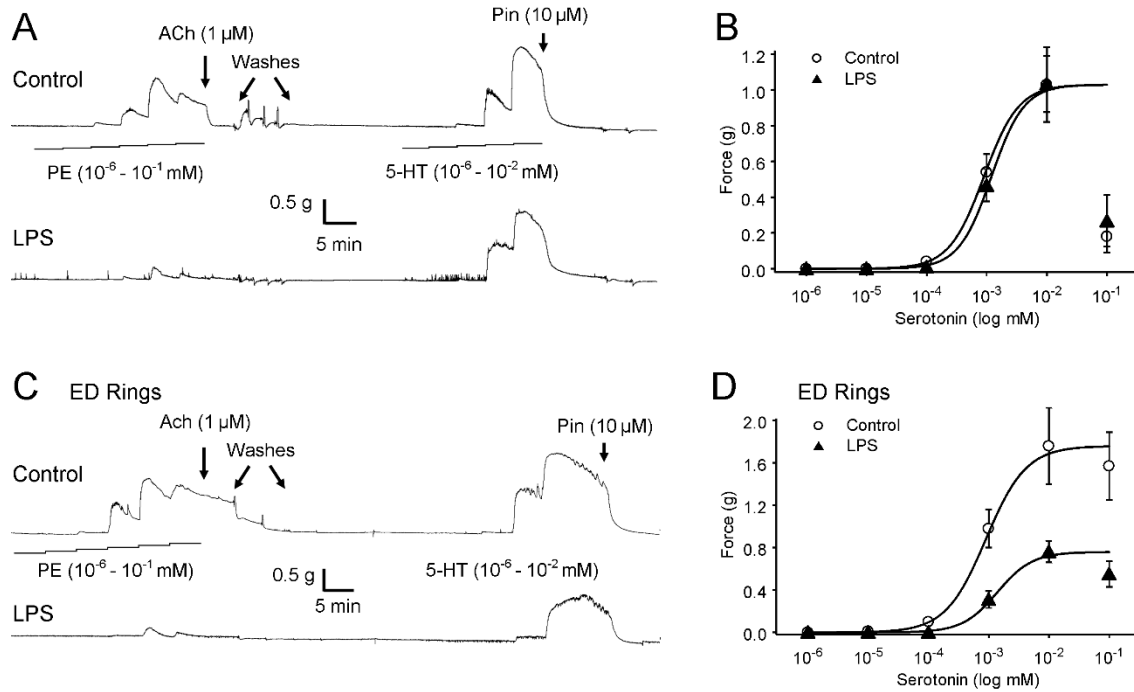 A
ACh (1 µM)
Pin (10 µM)
Control
Washes
PE (10⁻⁶ - 10⁻¹ mM)
5-HT (10⁻⁶ - 10⁻² mM)
0.5 g
5 min
LPS
B
Control
LPS
1.2
1.0
0.8
0.6
0.4
0.2
0.0
Force (g)
10⁻⁶ 10⁻⁵ 10⁻⁴ 10⁻³ 10⁻² 10⁻¹
Serotonin (log mM)
C ED Rings
Ach (1 µM)
Pin (10 µM)
Control
Washes
PE (10⁻⁶ - 10⁻¹ mM)
5-HT (10⁻⁶ - 10⁻² mM)
0.5 g
5 min
LPS
D ED Rings
Control
LPS
2.0
1.6
1.2
0.8
0.4
0.0
Force (g)
10⁻⁶ 10⁻⁵ 10⁻⁴ 10⁻³ 10⁻² 10⁻¹
Serotonin (log mM)